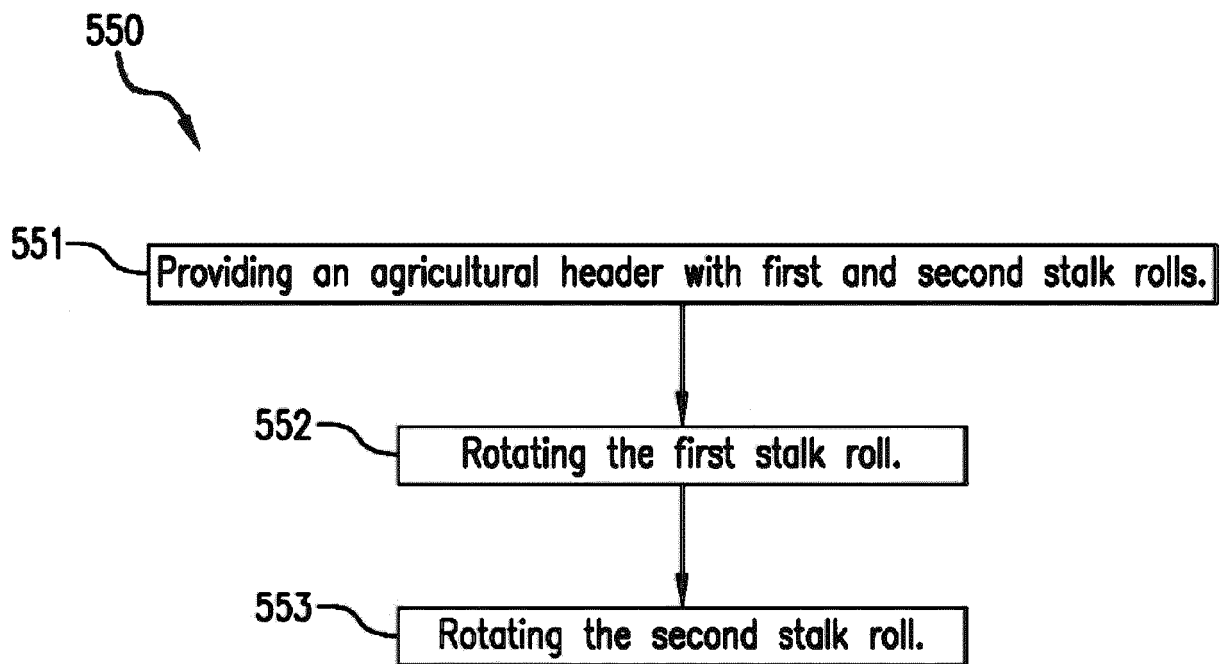 550
551
Providing an agricultural header with first and second stalk rolls.
552
Rotating the first stalk roll.
553
Rotating the second stalk roll.